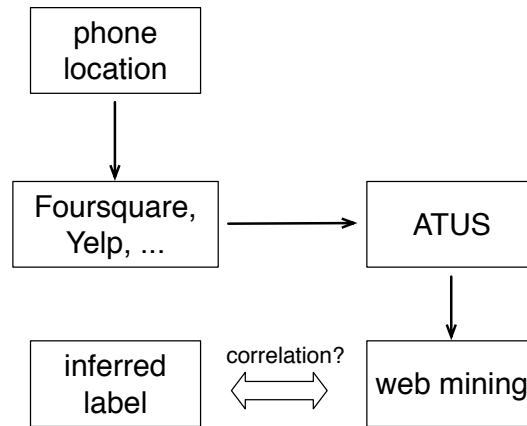 phone
location
Foursquare,
Yelp, ...
ATUS
inferred
label
correlation?
web mining